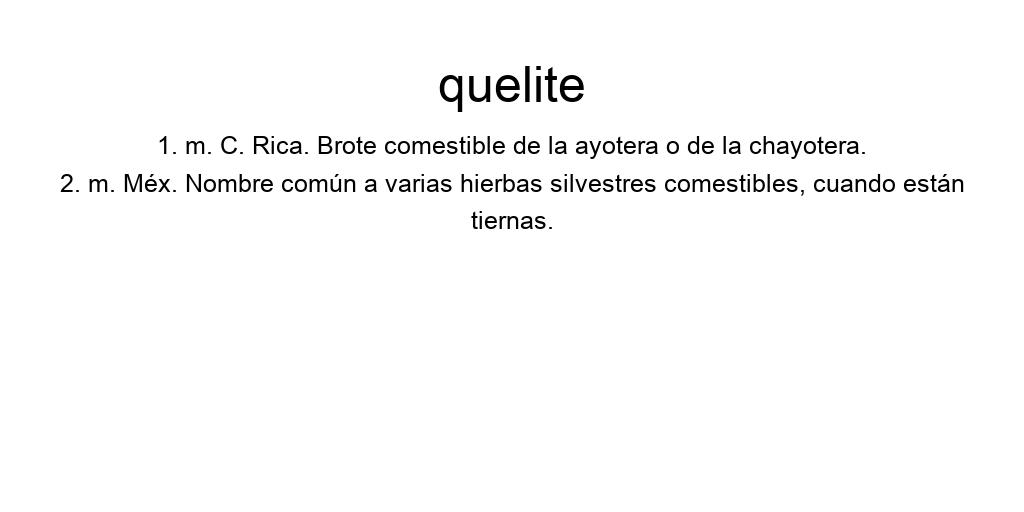 quelite
1. m. C. Rica. Brote comestible de la ayotera o de la chayotera.
2. m. Méx. Nombre común a varias hierbas silvestres comestibles, cuando están
tiernas.